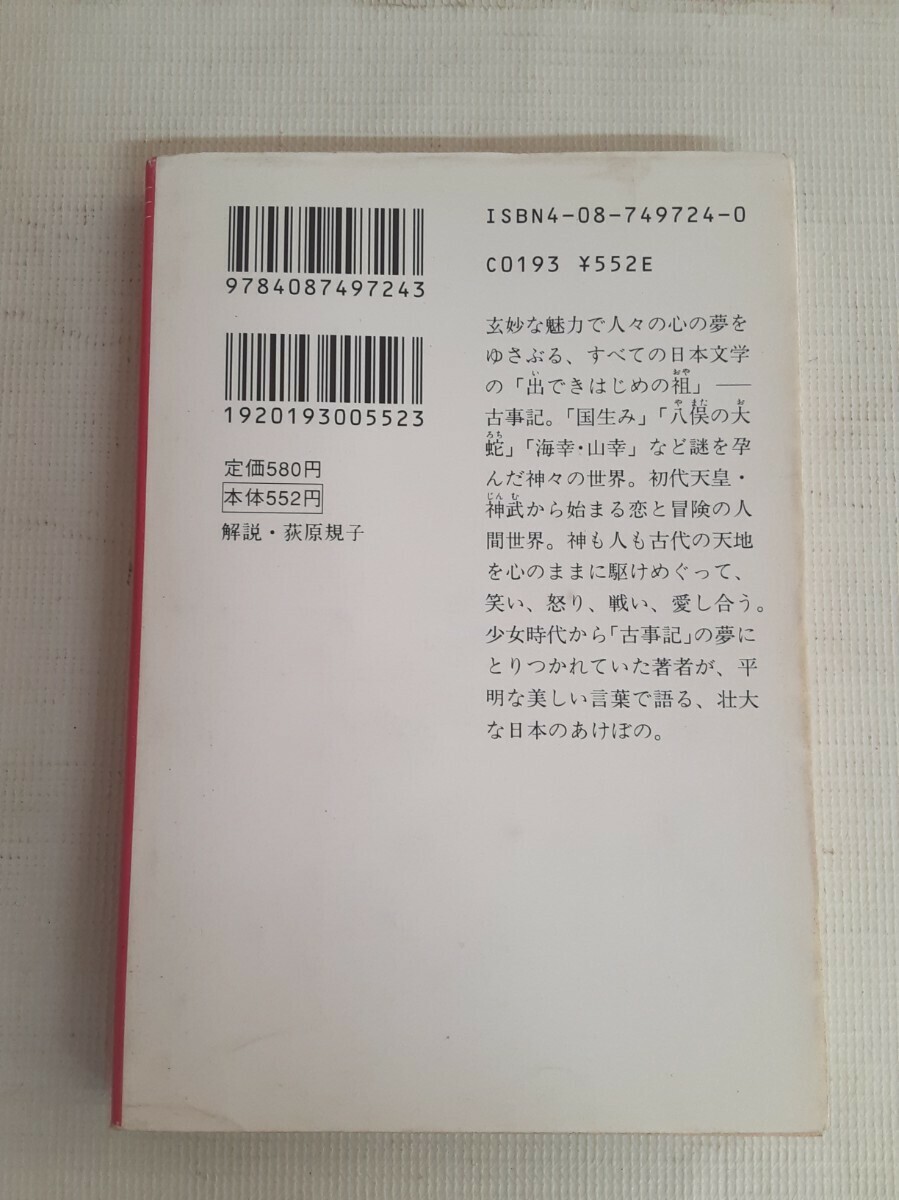 9784087497243
1920193005523
定価580円
本体552円
解説・荻原規子
ISBN4-08-749724-0
C0193 ¥552E
玄妙な魅力で人々の心の夢を
ゆさぶる、すべての日本文学
の「出できはじめの祖」——
古事記。「国生み」「八俣の大
蛇」「海幸・山幸」など謎を孕
んだ神々の世界。初代天皇・
神武から始まる恋と冒険の人
間世界。神も人も古代の天地
を心のままに駆けめぐって、
笑い、怒り、戦い、愛し合う。
少女時代から「古事記」の夢に
とりつかれていた著者が、平
明な美しい言葉で語る、壮大
な日本のあけぼの。